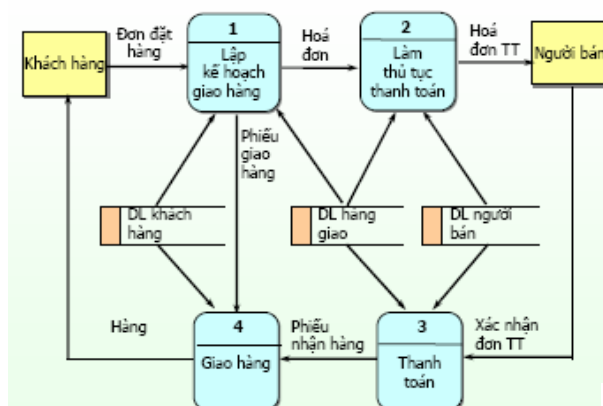 Đơn đặt
hàng
1
Lập
kế hoạch
giao hàng
Hoá
đơn
2
Làm
thủ tục
thanh toán
Hoá
đơn TT
Khách hàng
Người bán
Phiếu
giao
hàng
DL khách
hàng
DL hàng
giao
DL người
bán
Hàng
4
Giao hàng
Phiếu
nhận hàng
3
Thanh
toán
Xác nhận
đơn TT